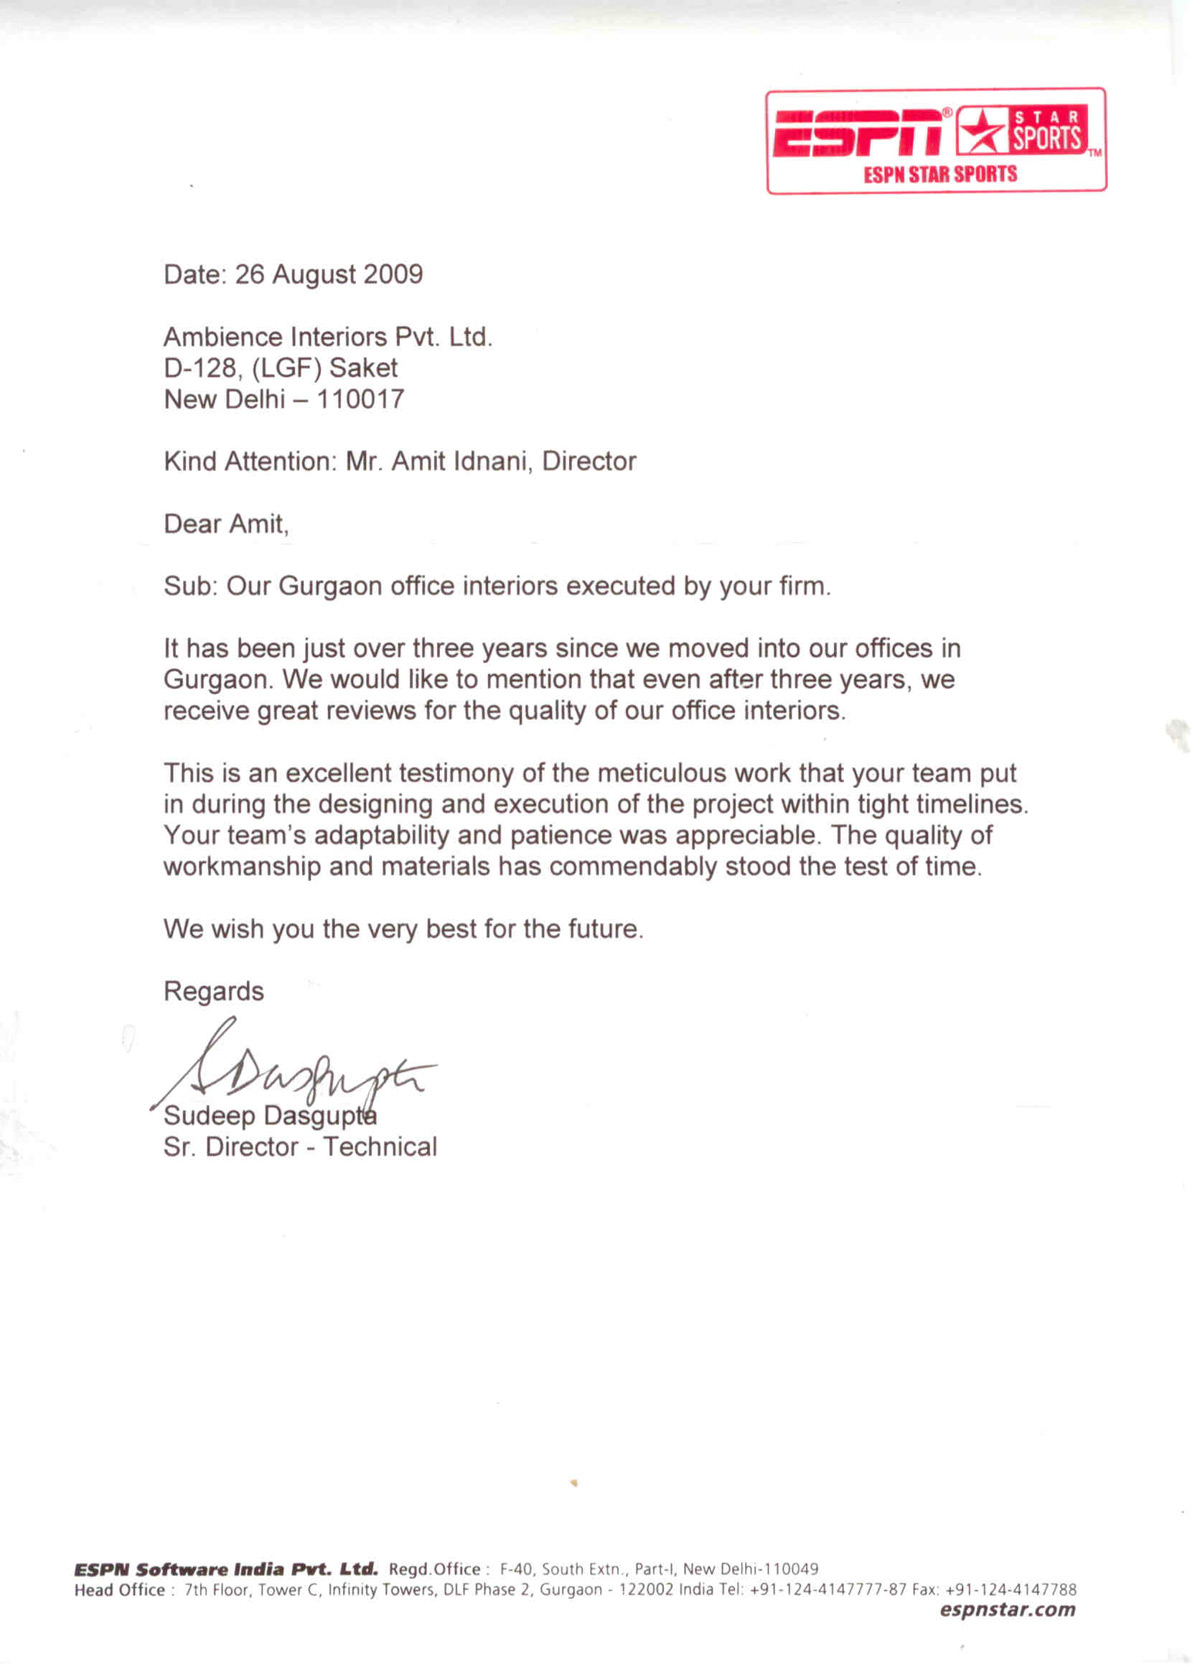 ESPN® STAR SPORTS™
ESPN STAR SPORTS
Date: 26 August 2009
Ambience Interiors Pvt. Ltd.
D-128, (LGF) Saket
New Delhi – 110017
Kind Attention: Mr. Amit Idnani, Director
Dear Amit,
Sub: Our Gurgaon office interiors executed by your firm.
It has been just over three years since we moved into our offices in
Gurgaon. We would like to mention that even after three years, we
receive great reviews for the quality of our office interiors.
This is an excellent testimony of the meticulous work that your team put
in during the designing and execution of the project within tight timelines.
Your team's adaptability and patience was appreciable. The quality of
workmanship and materials has commendably stood the test of time.
We wish you the very best for the future.
Regards
SDasgupta
Sudeep Dasgupta
Sr. Director - Technical
ESPN Software India Pvt. Ltd. Regd.Office : F-40, South Extn., Part-I, New Delhi-110049
Head Office : 7th Floor, Tower C, Infinity Towers, DLF Phase 2, Gurgaon - 122002 India Tel: +91-124-4147777-87 Fax: +91-124-4147788
espnstar.com